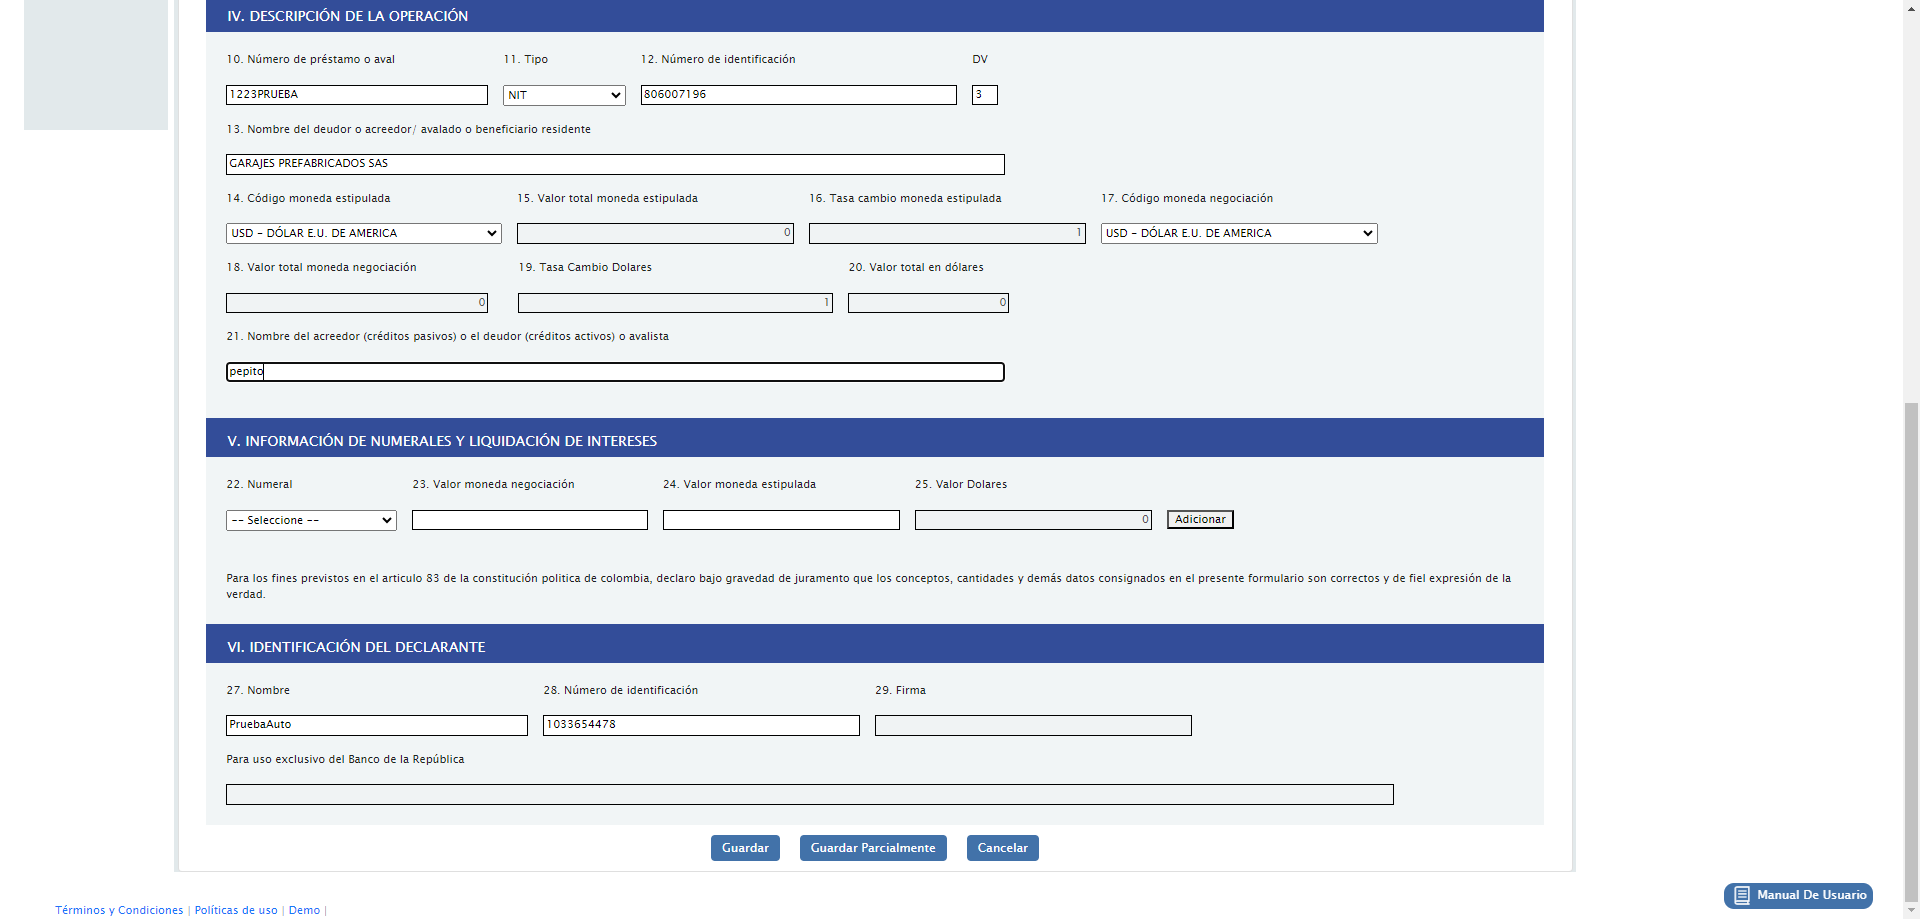 IV. DESCRIPCIÓN DE LA OPERACIÓN
10. Número de préstamo o aval 11. Tipo 12. Número de identificación DV
1223PRUEBA NIT 806007196 3
13. Nombre del deudor o acreedor/ avalado o beneficiario residente
GARAJES PREFABRICADOS SAS
14. Código moneda estipulada 15. Valor total moneda estipulada 16. Tasa cambio moneda estipulada 17. Código moneda negociación
USD - DÓLAR E.U. DE AMERICA 0 1 USD - DÓLAR E.U. DE AMERICA
18. Valor total moneda negociación 19. Tasa Cambio Dolares 20. Valor total en dólares
0 1 0
21. Nombre del acreedor (créditos pasivos) o el deudor (créditos activos) o avalista
pepito
V. INFORMACIÓN DE NUMERALES Y LIQUIDACIÓN DE INTERESES
22. Numeral 23. Valor moneda negociación 24. Valor moneda estipulada 25. Valor Dolares
-- Seleccione -- 0 Adicionar
Para los fines previstos en el articulo 83 de la constitución politica de colombia, declaro bajo gravedad de juramento que los conceptos, cantidades y demás datos consignados en el presente formulario son correctos y de fiel expresión de la
verdad.
VI. IDENTIFICACIÓN DEL DECLARANTE
27. Nombre 28. Número de identificación 29. Firma
PruebaAuto 1033654478
Para uso exclusivo del Banco de la República
Guardar Guardar Parcialmente Cancelar
Manual De Usuario
Términos y Condiciones | Políticas de uso | Demo |